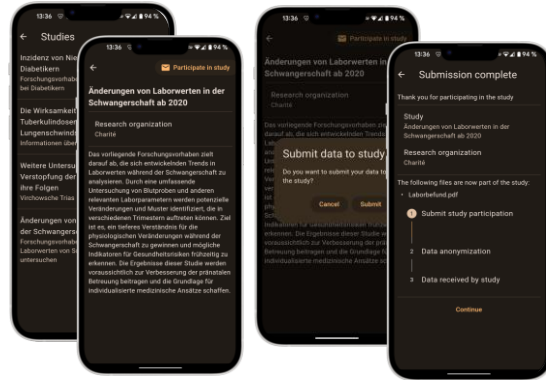 13:36
94 %
Studies
Inzidenz von Nie
Diabetikern
Forschungsvorhabe
bei Diabetikern
Die Wirksamkeit
Tuberkulindosen
Lungenschwinds
Informationen über
Weitere Untersu
Verstopfung der
ihre Folgen
Virchowsche Trias
Änderungen von
der Schwangersc
Forschungsvorhabe
Laborwerten von Sc
untersuchen
13:36
94 %
Participate in study
Änderungen von Laborwerten in der
Schwangerschaft ab 2020
Research organization
Charité
Das vorliegende Forschungsvorhaben zielt
darauf ab, die sich entwickelnden Trends in
Laborwerten während der Schwangerschaft zu
analysieren. Durch eine umfassende
Untersuchung von Blutproben und anderen
relevanten Laborparametern werden potenzielle
Veränderungen und Muster identifiziert, die in
verschiedenen Trimestern auftreten können. Ziel
ist es, ein tieferes Verständnis für die
physiologischen Veränderungen während der
Schwangerschaft zu gewinnen und mögliche
Indikatoren für Gesundheitsrisiken frühzeitig zu
erkennen. Die Ergebnisse dieser Studie werden
voraussichtlich zur Verbesserung der pränatalen
Betreuung beitragen und die Grundlage für
individualisierte medizinische Ansätze schaffen.
13:36
94 %
Participate in study
Änderungen von Laborwerten in der
Schwangerschaft ab 2020
Research organization
Charité
Submit data to study
Do you want to submit your data to
the study?
Cancel Submit
13:36
94 %
Submission complete
Thank you for participating in the study
Study
Änderungen von Laborwerten in der
Schwangerschaft ab 2020
Research organization
Charité
The following files are now part of the study:
• Laborbefund.pdf
1 Submit study participation
2 Data anonymization
3 Data received by study
Continue